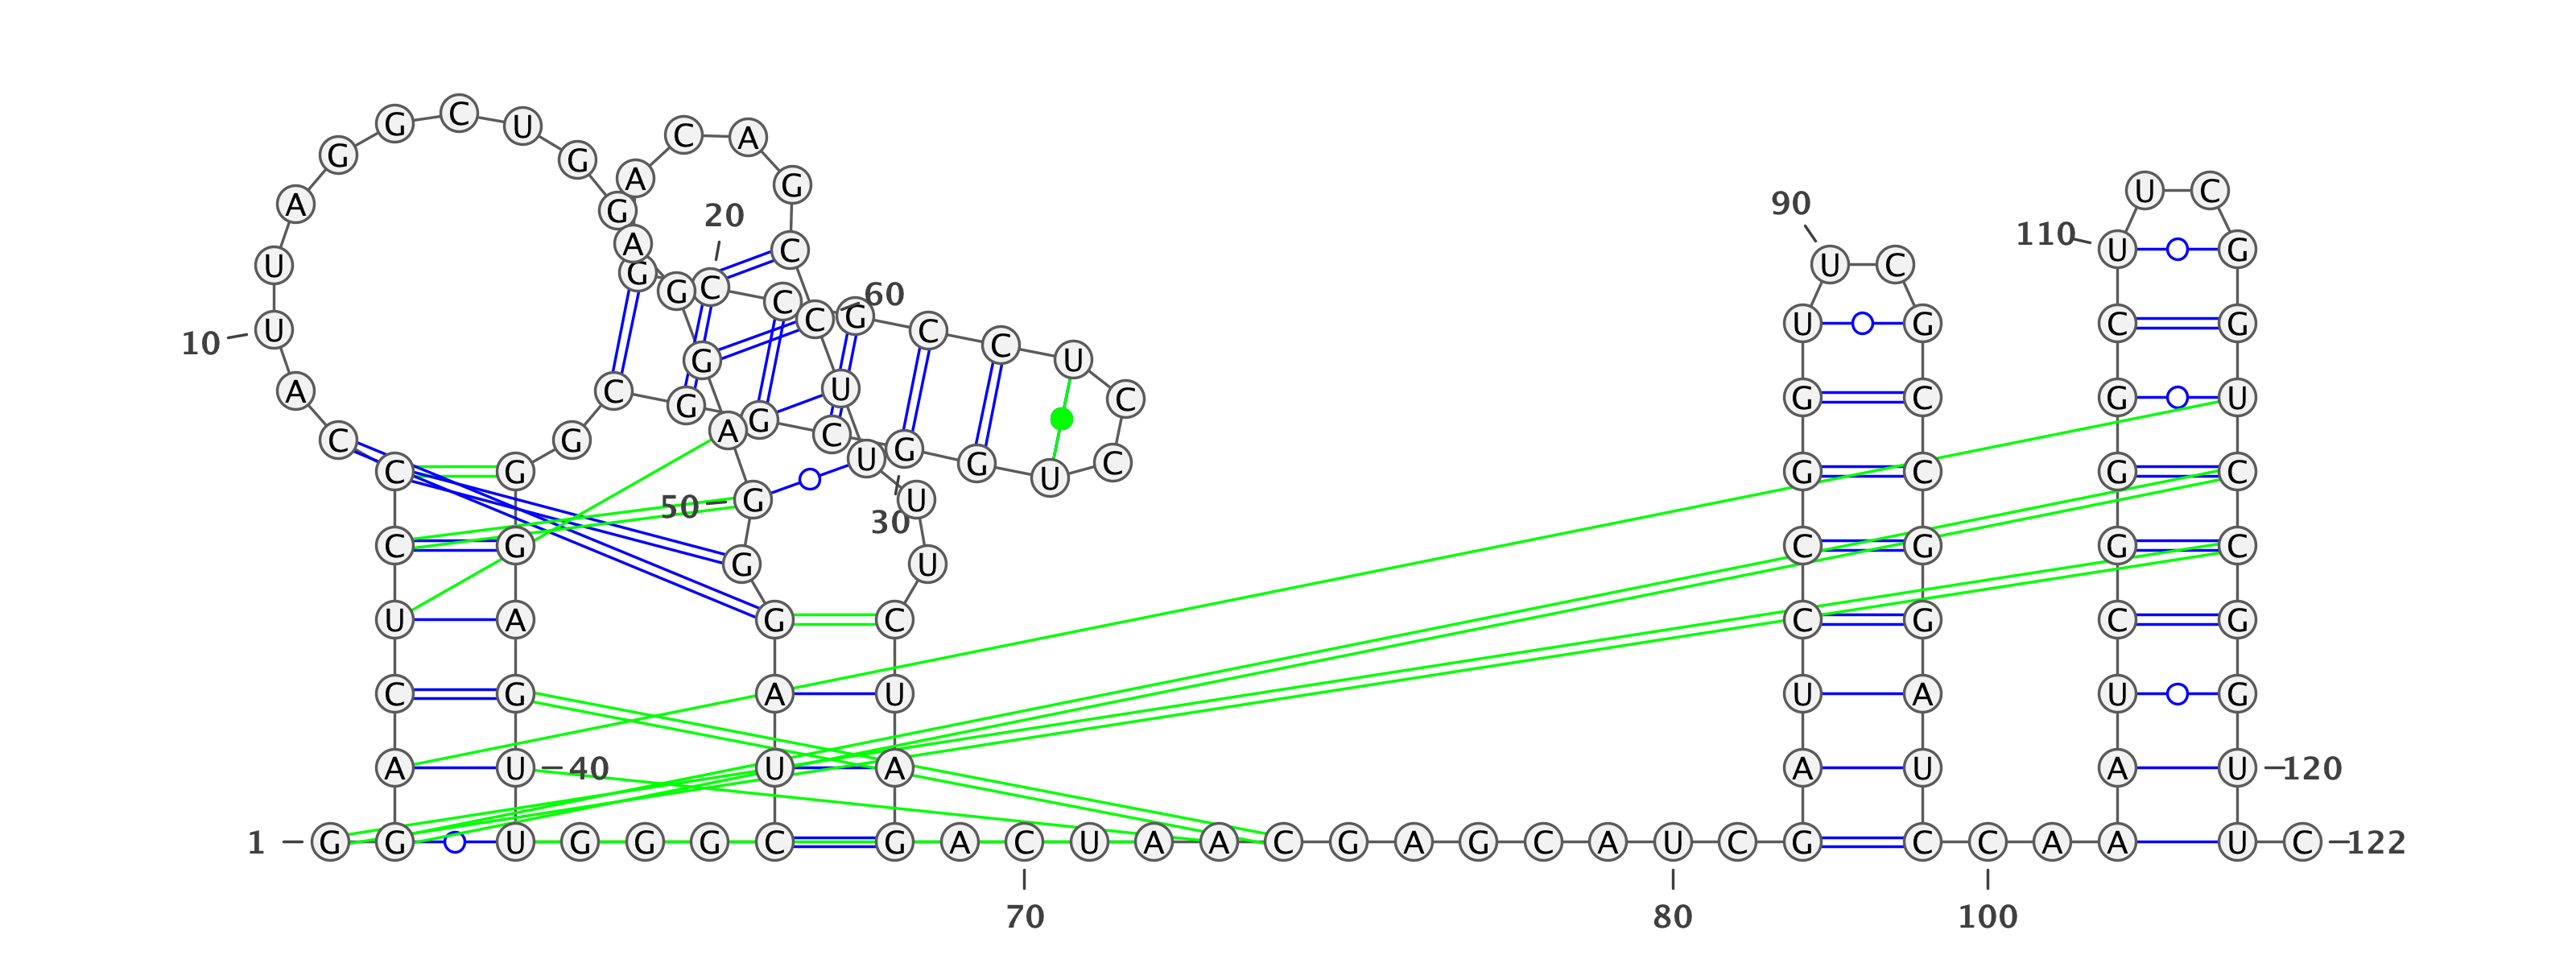 C
G U
C A
G G
A G
U C
A G 20 90
A C 110 U G
U G U C
G C C 60
C G C U G C G
10 U C
G U
A C U C G C G U
G G
C G A C G
C G U G U C G C G C
50 G U
30
C G C G G C
G U
U A G C C G C G
C G A U U A U G
A U 40 U A A U A U 120
1 G G U G G G C G A C U A A C G A G C A U C G C C A A U C 122
70 80 100